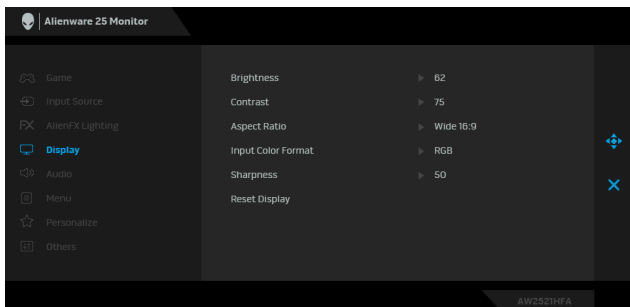 Alienware 25 Monitor
Game
Input Source
AlienFX Lighting
Display
Audio
Menu
Personalize
Others
Brightness 62
Contrast 75
Aspect Ratio Wide 16:9
Input Color Format RGB
Sharpness 50
Reset Display
AW2521HFA